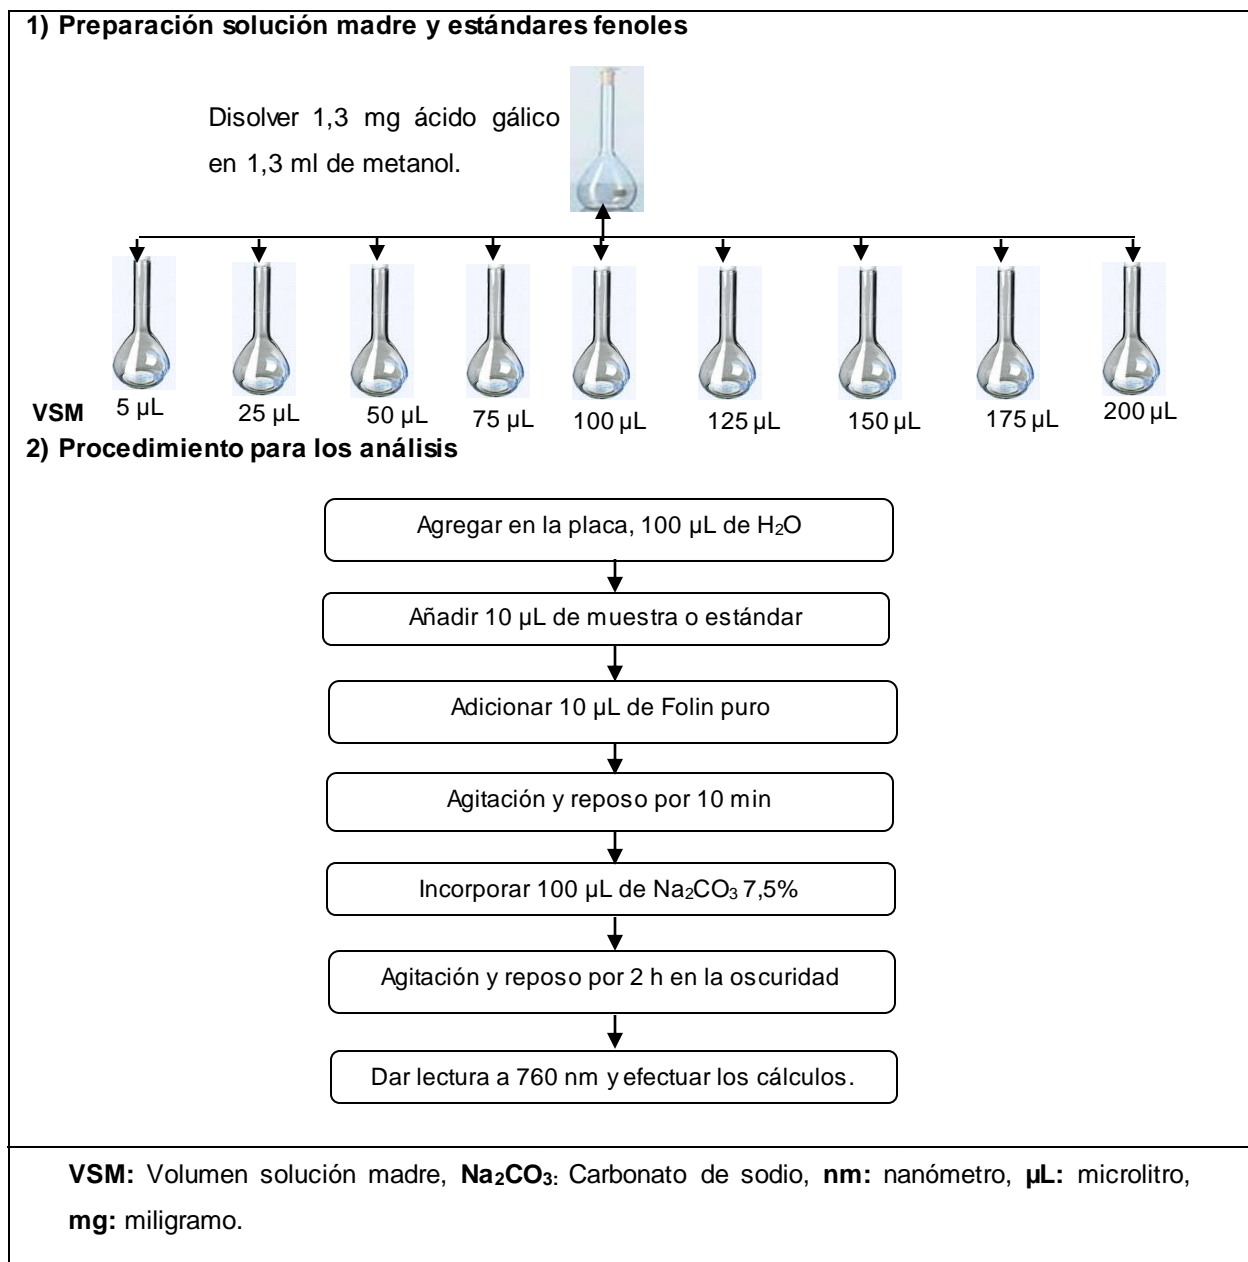 1) Preparación solución madre y estándares fenoles
Disolver 1,3 mg ácido gálico
en 1,3 ml de metanol.
VSM 5 µL 25 µL 50 µL 75 µL 100 µL 125 µL 150 µL 175 µL 200 µL
2) Procedimiento para los análisis
Agregar en la placa, 100 µL de H₂O
Añadir 10 µL de muestra o estándar
Adicionar 10 µL de Folin puro
Agitación y reposo por 10 min
Incorporar 100 µL de Na₂CO₃ 7,5%
Agitación y reposo por 2 h en la oscuridad
Dar lectura a 760 nm y efectuar los cálculos.
VSM: Volumen solución madre, Na₂CO₃: Carbonato de sodio, nm: nanómetro, µL: microlitro,
mg: miligramo.